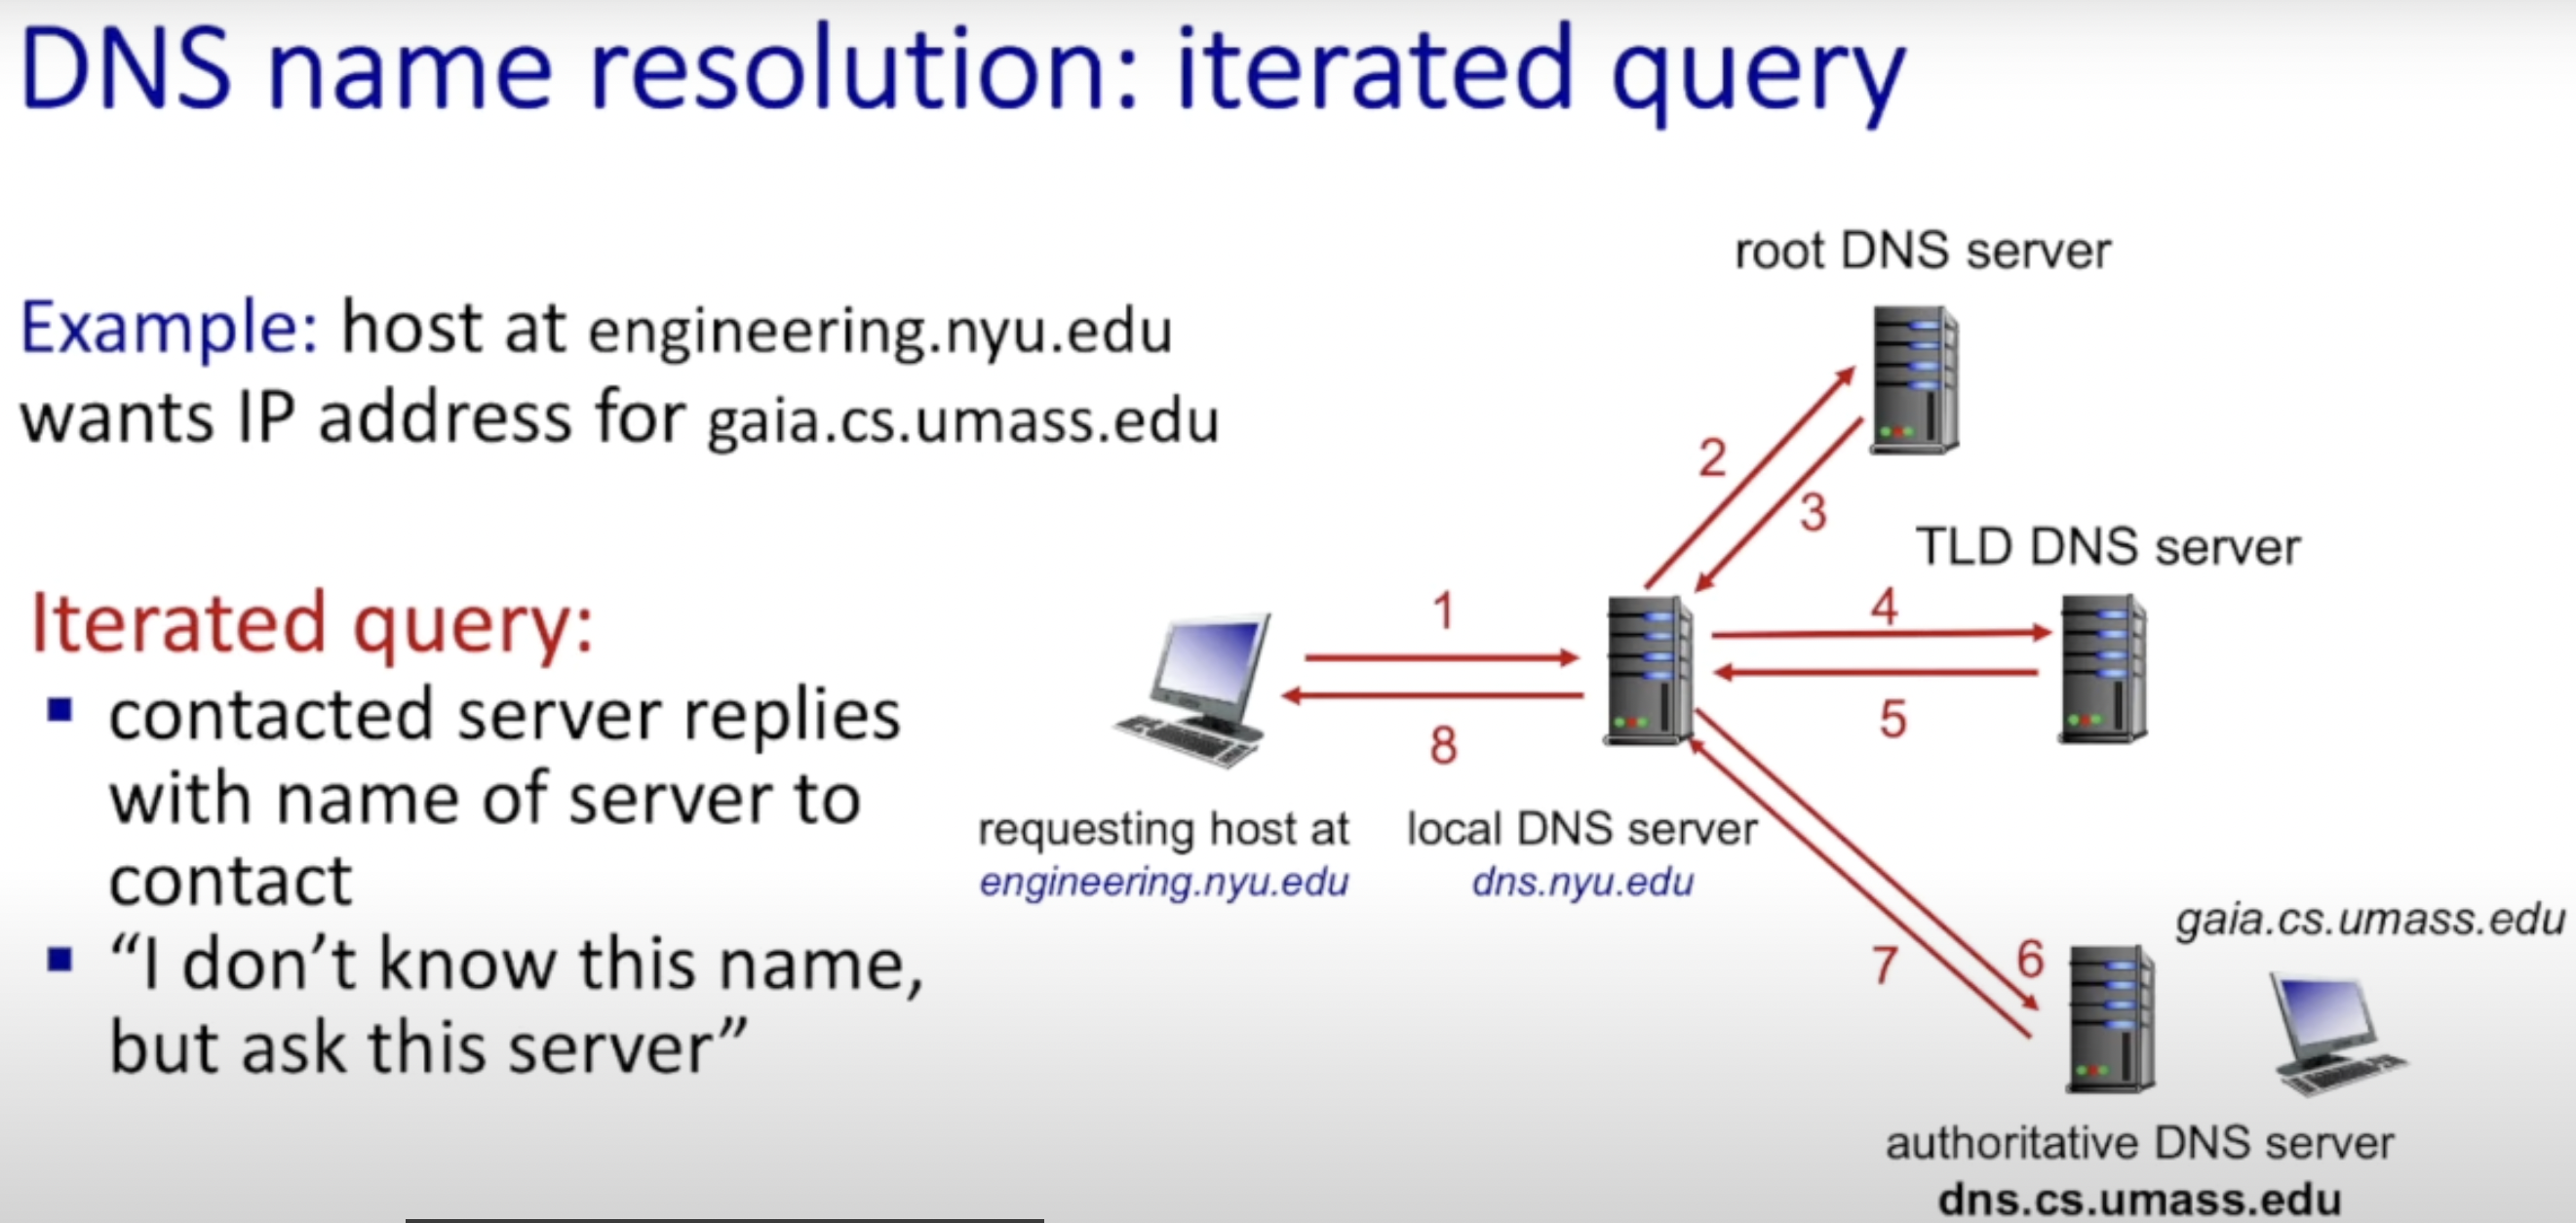 DNS name resolution: iterated query
Example: host at engineering.nyu.edu
wants IP address for gaia.cs.umass.edu
Iterated query:
▪ contacted server replies
with name of server to
contact
▪ “I don’t know this name,
but ask this server”
root DNS server
2
3
TLD DNS server
1
4
8
5
requesting host at
engineering.nyu.edu
local DNS server
dns.nyu.edu
gaia.cs.umass.edu
7
6
authoritative DNS server
dns.cs.umass.edu